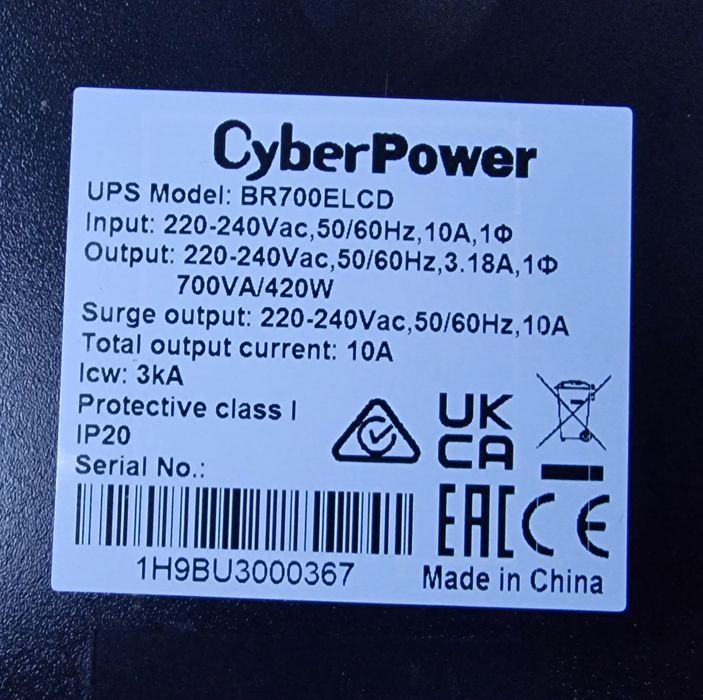 CyberPower
UPS Model: BR700ELCD
Input: 220-240Vac,50/60Hz,10A,1Φ
Output: 220-240Vac,50/60Hz,3.18A,1Φ
700VA/420W
Surge output: 220-240Vac,50/60Hz,10A
Total output current: 10A
Icw: 3kA
Protective class I
IP20
Serial No.:
UK
CA
EAC CE
1H9BU3000367
Made in China